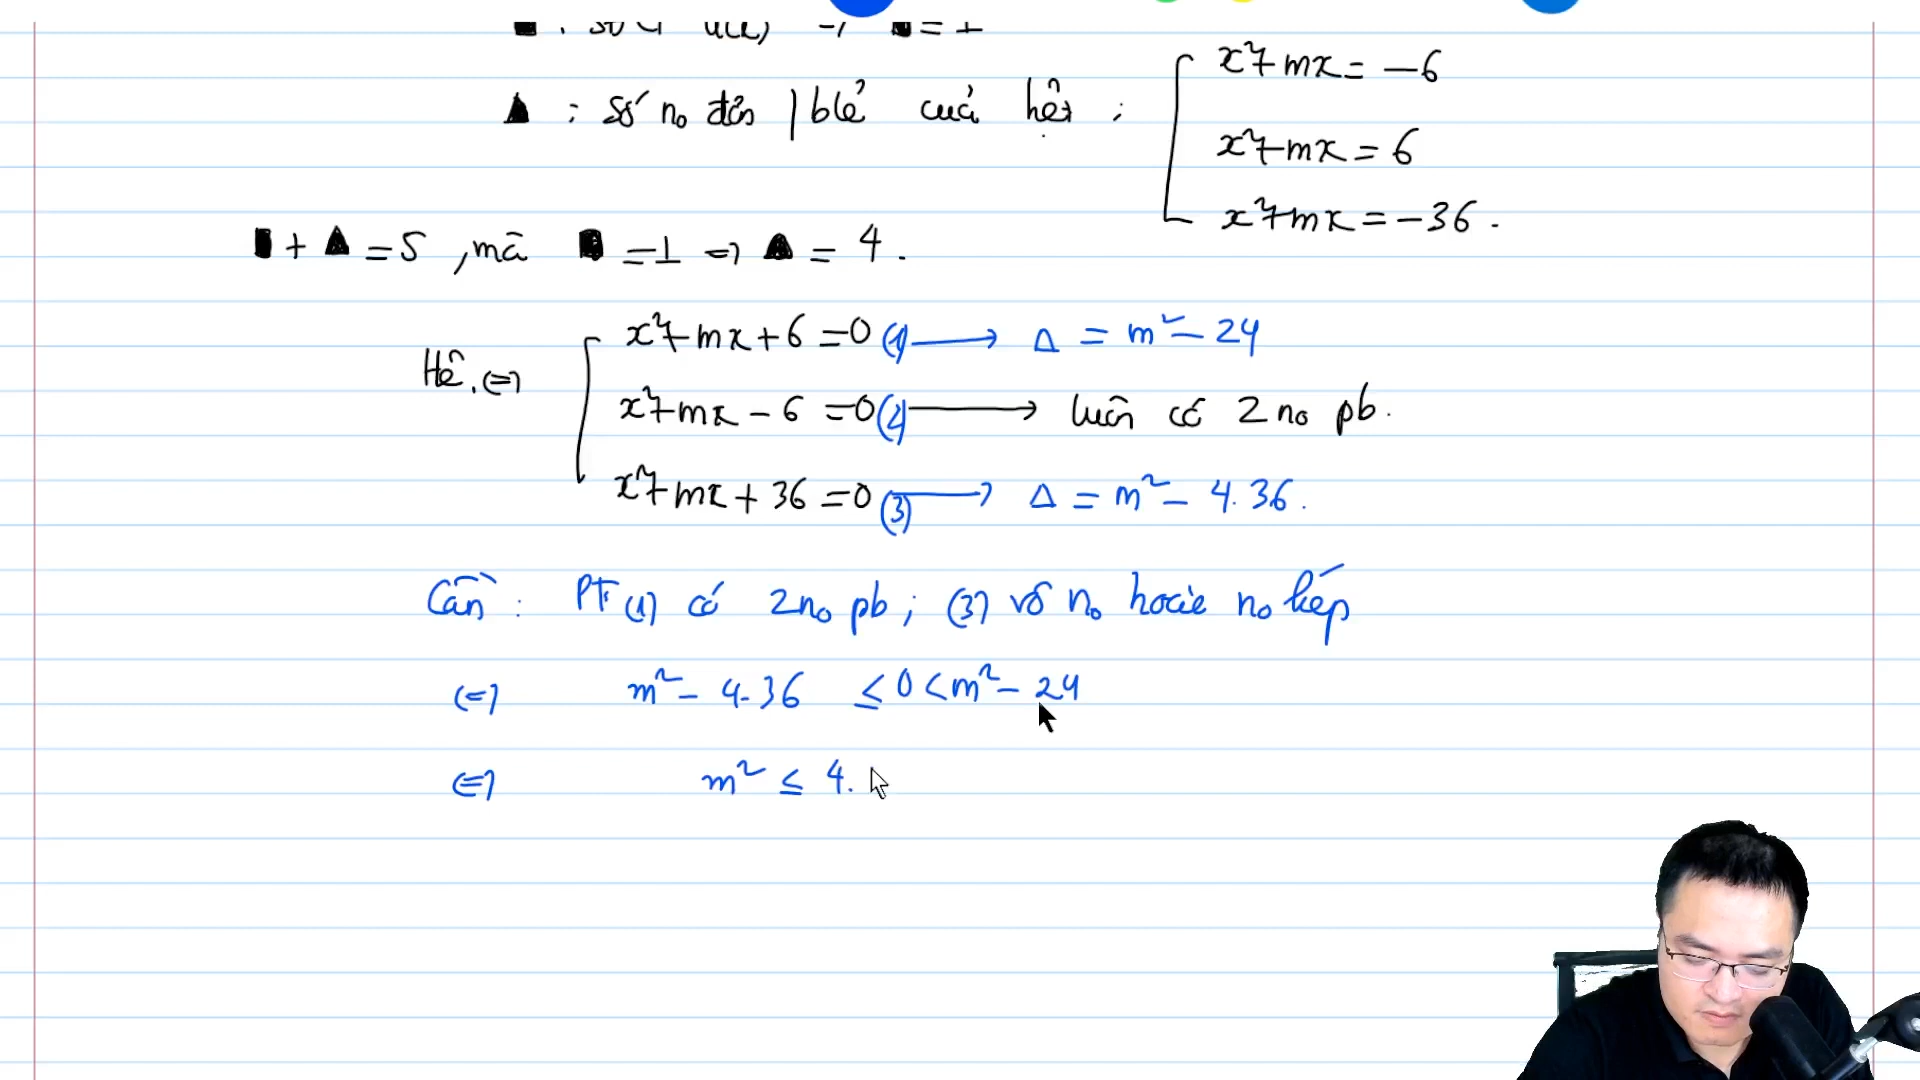 x² + mx = -6
▲ : Số no đơn / blẻ của hệ :
x² + mx = 6
x² + mx = -36 .
■ + ▲ = 5 , mà ■ = 1 => ▲ = 4 .
x² + mx + 6 = 0 (1) ⟶ Δ = m² - 24
Hệ <=>
x² + mx - 6 = 0 (2) ⟶ luôn có 2 no pb.
x² + mx + 36 = 0 (3) ⟶ Δ = m² - 4.36 .
Cần : PT (1) có 2 no pb ; (3) vô no hoặc no kép
<=> m² - 4.36 ≤ 0 < m² - 24
<=> m² ≤ 4.